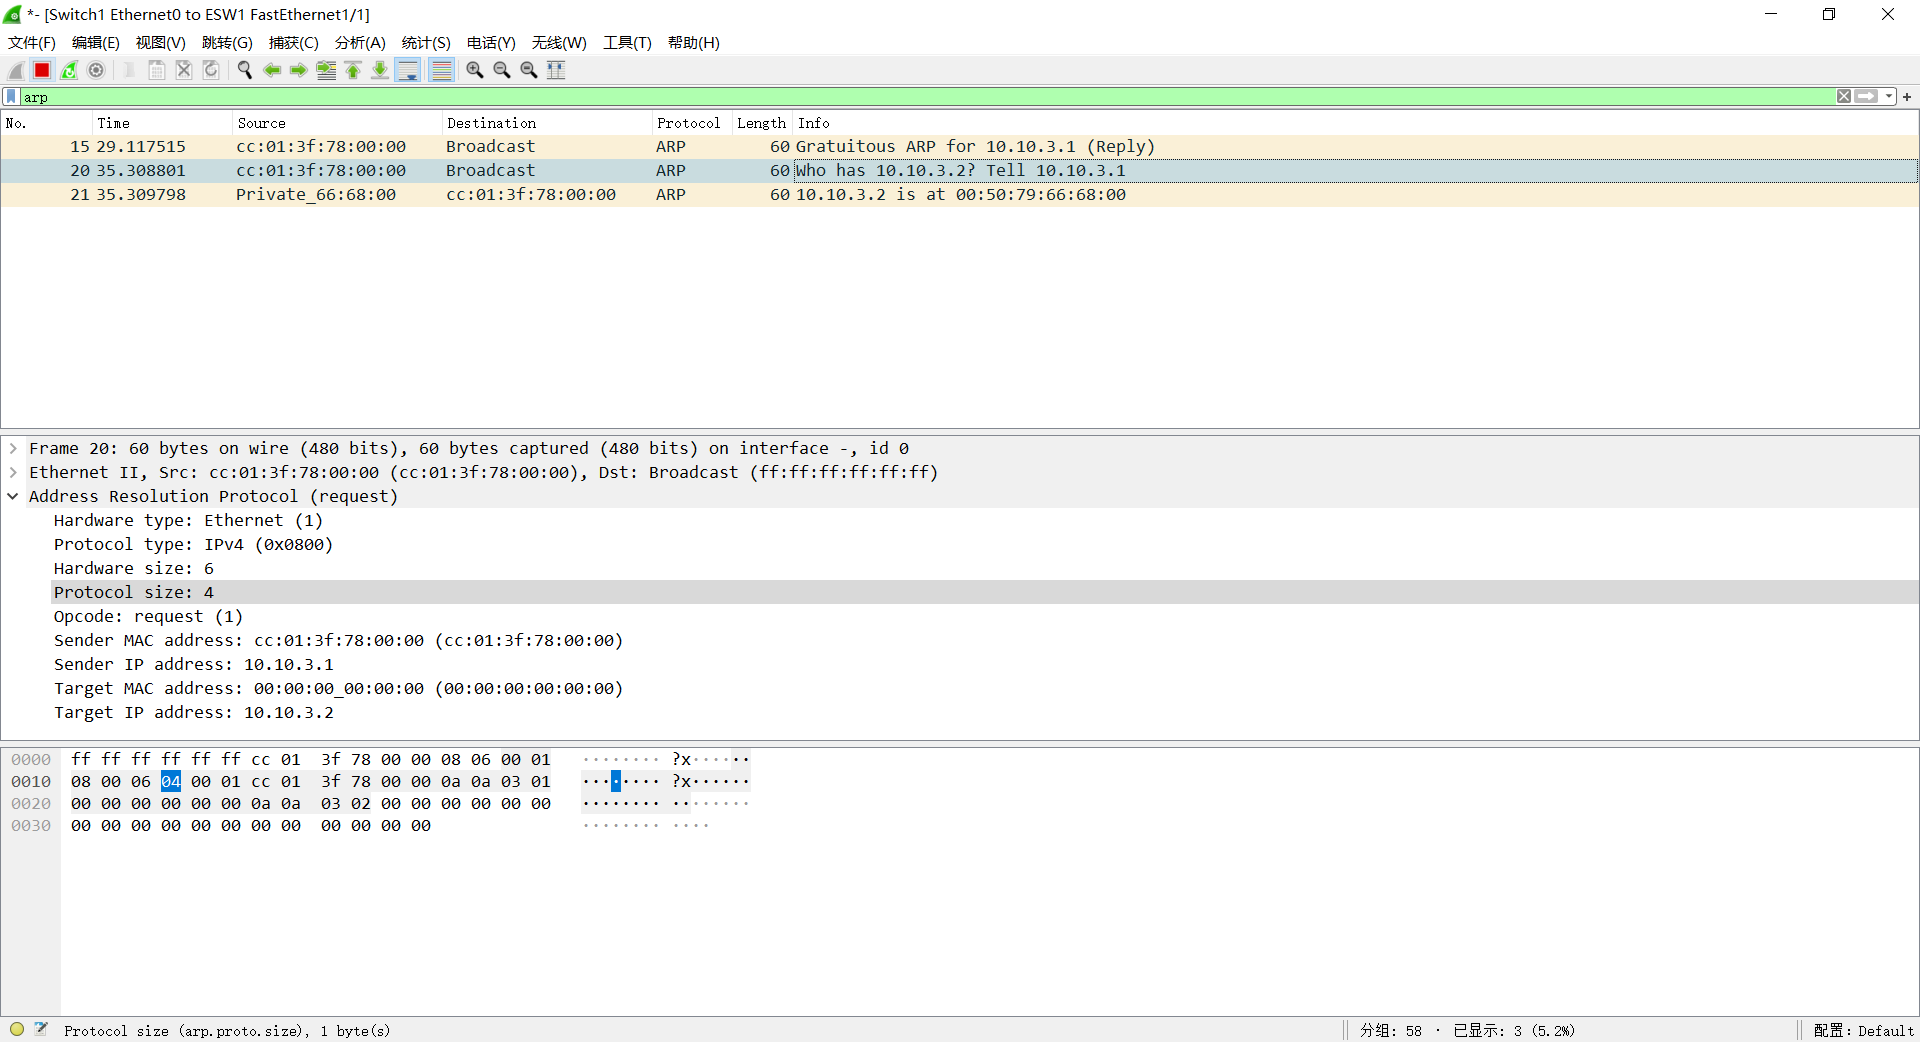 *- [Switch1 Ethernet0 to ESW1 FastEthernet1/1]
文件(F) 编辑(E) 视图(V) 跳转(G) 捕获(C) 分析(A) 统计(S) 电话(Y) 无线(W) 工具(T) 帮助(H)
arp
No. Time Source Destination Protocol Length Info
15 29.117515 cc:01:3f:78:00:00 Broadcast ARP 60 Gratuitous ARP for 10.10.3.1 (Reply)
20 35.308801 cc:01:3f:78:00:00 Broadcast ARP 60 Who has 10.10.3.2? Tell 10.10.3.1
21 35.309798 Private_66:68:00 cc:01:3f:78:00:00 ARP 60 10.10.3.2 is at 00:50:79:66:68:00
Frame 20: 60 bytes on wire (480 bits), 60 bytes captured (480 bits) on interface -, id 0
Ethernet II, Src: cc:01:3f:78:00:00 (cc:01:3f:78:00:00), Dst: Broadcast (ff:ff:ff:ff:ff:ff)
Address Resolution Protocol (request)
Hardware type: Ethernet (1)
Protocol type: IPv4 (0x0800)
Hardware size: 6
Protocol size: 4
Opcode: request (1)
Sender MAC address: cc:01:3f:78:00:00 (cc:01:3f:78:00:00)
Sender IP address: 10.10.3.1
Target MAC address: 00:00:00_00:00:00 (00:00:00:00:00:00)
Target IP address: 10.10.3.2
0000 ff ff ff ff ff ff cc 01 3f 78 00 00 08 06 00 01 ········ ?x······
0010 08 00 06 04 00 01 cc 01 3f 78 00 00 0a 0a 03 01 ········ ?x······
0020 00 00 00 00 00 00 0a 0a 03 02 00 00 00 00 00 00 ········ ········
0030 00 00 00 00 00 00 00 00 00 00 00 00 ········ ····
Protocol size (arp.proto.size), 1 byte(s) 分组: 58 · 已显示: 3 (5.2%) 配置: Default